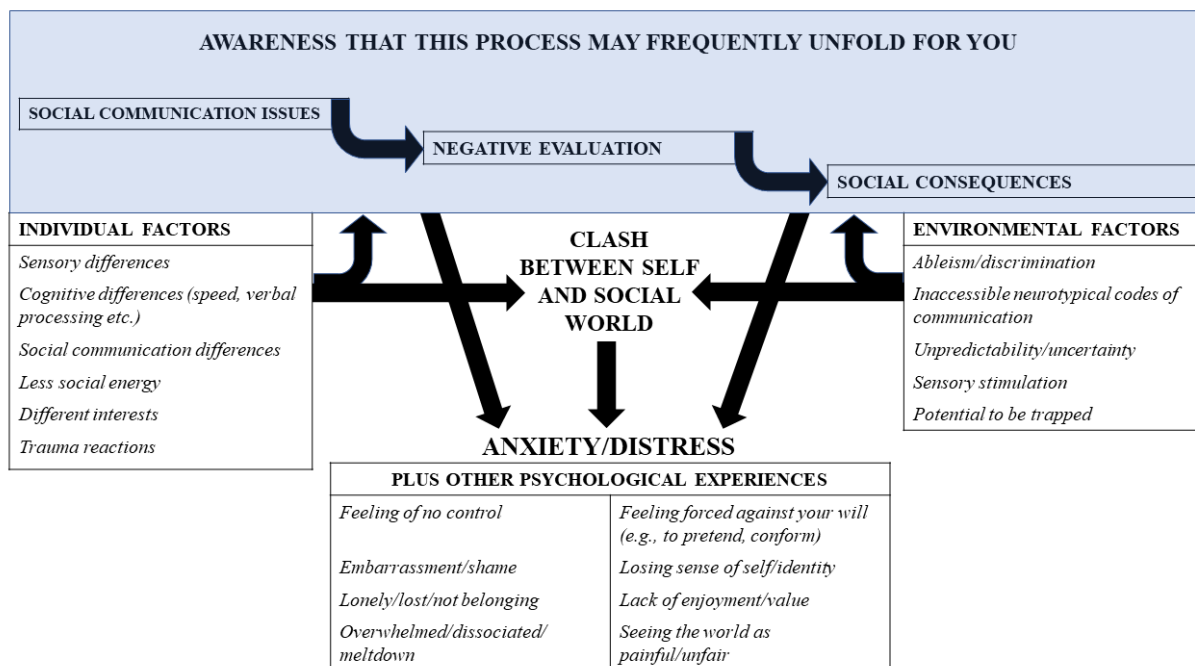 AWARENESS THAT THIS PROCESS MAY FREQUENTLY UNFOLD FOR YOU
SOCIAL COMMUNICATION ISSUES
NEGATIVE EVALUATION
SOCIAL CONSEQUENCES
INDIVIDUAL FACTORS
Sensory differences
Cognitive differences (speed, verbal
processing etc.)
Social communication differences
Less social energy
Different interests
Trauma reactions
CLASH
BETWEEN SELF
AND SOCIAL
WORLD
ENVIRONMENTAL FACTORS
Ableism/discrimination
Inaccessible neurotypical codes of
communication
Unpredictability/uncertainty
Sensory stimulation
Potential to be trapped
ANXIETY/DISTRESS
PLUS OTHER PSYCHOLOGICAL EXPERIENCES
Feeling of no control
Embarrassment/shame
Lonely/lost/not belonging
Overwhelmed/dissociated/
meltdown
Feeling forced against your will
(e.g., to pretend, conform)
Losing sense of self/identity
Lack of enjoyment/value
Seeing the world as
painful/unfair